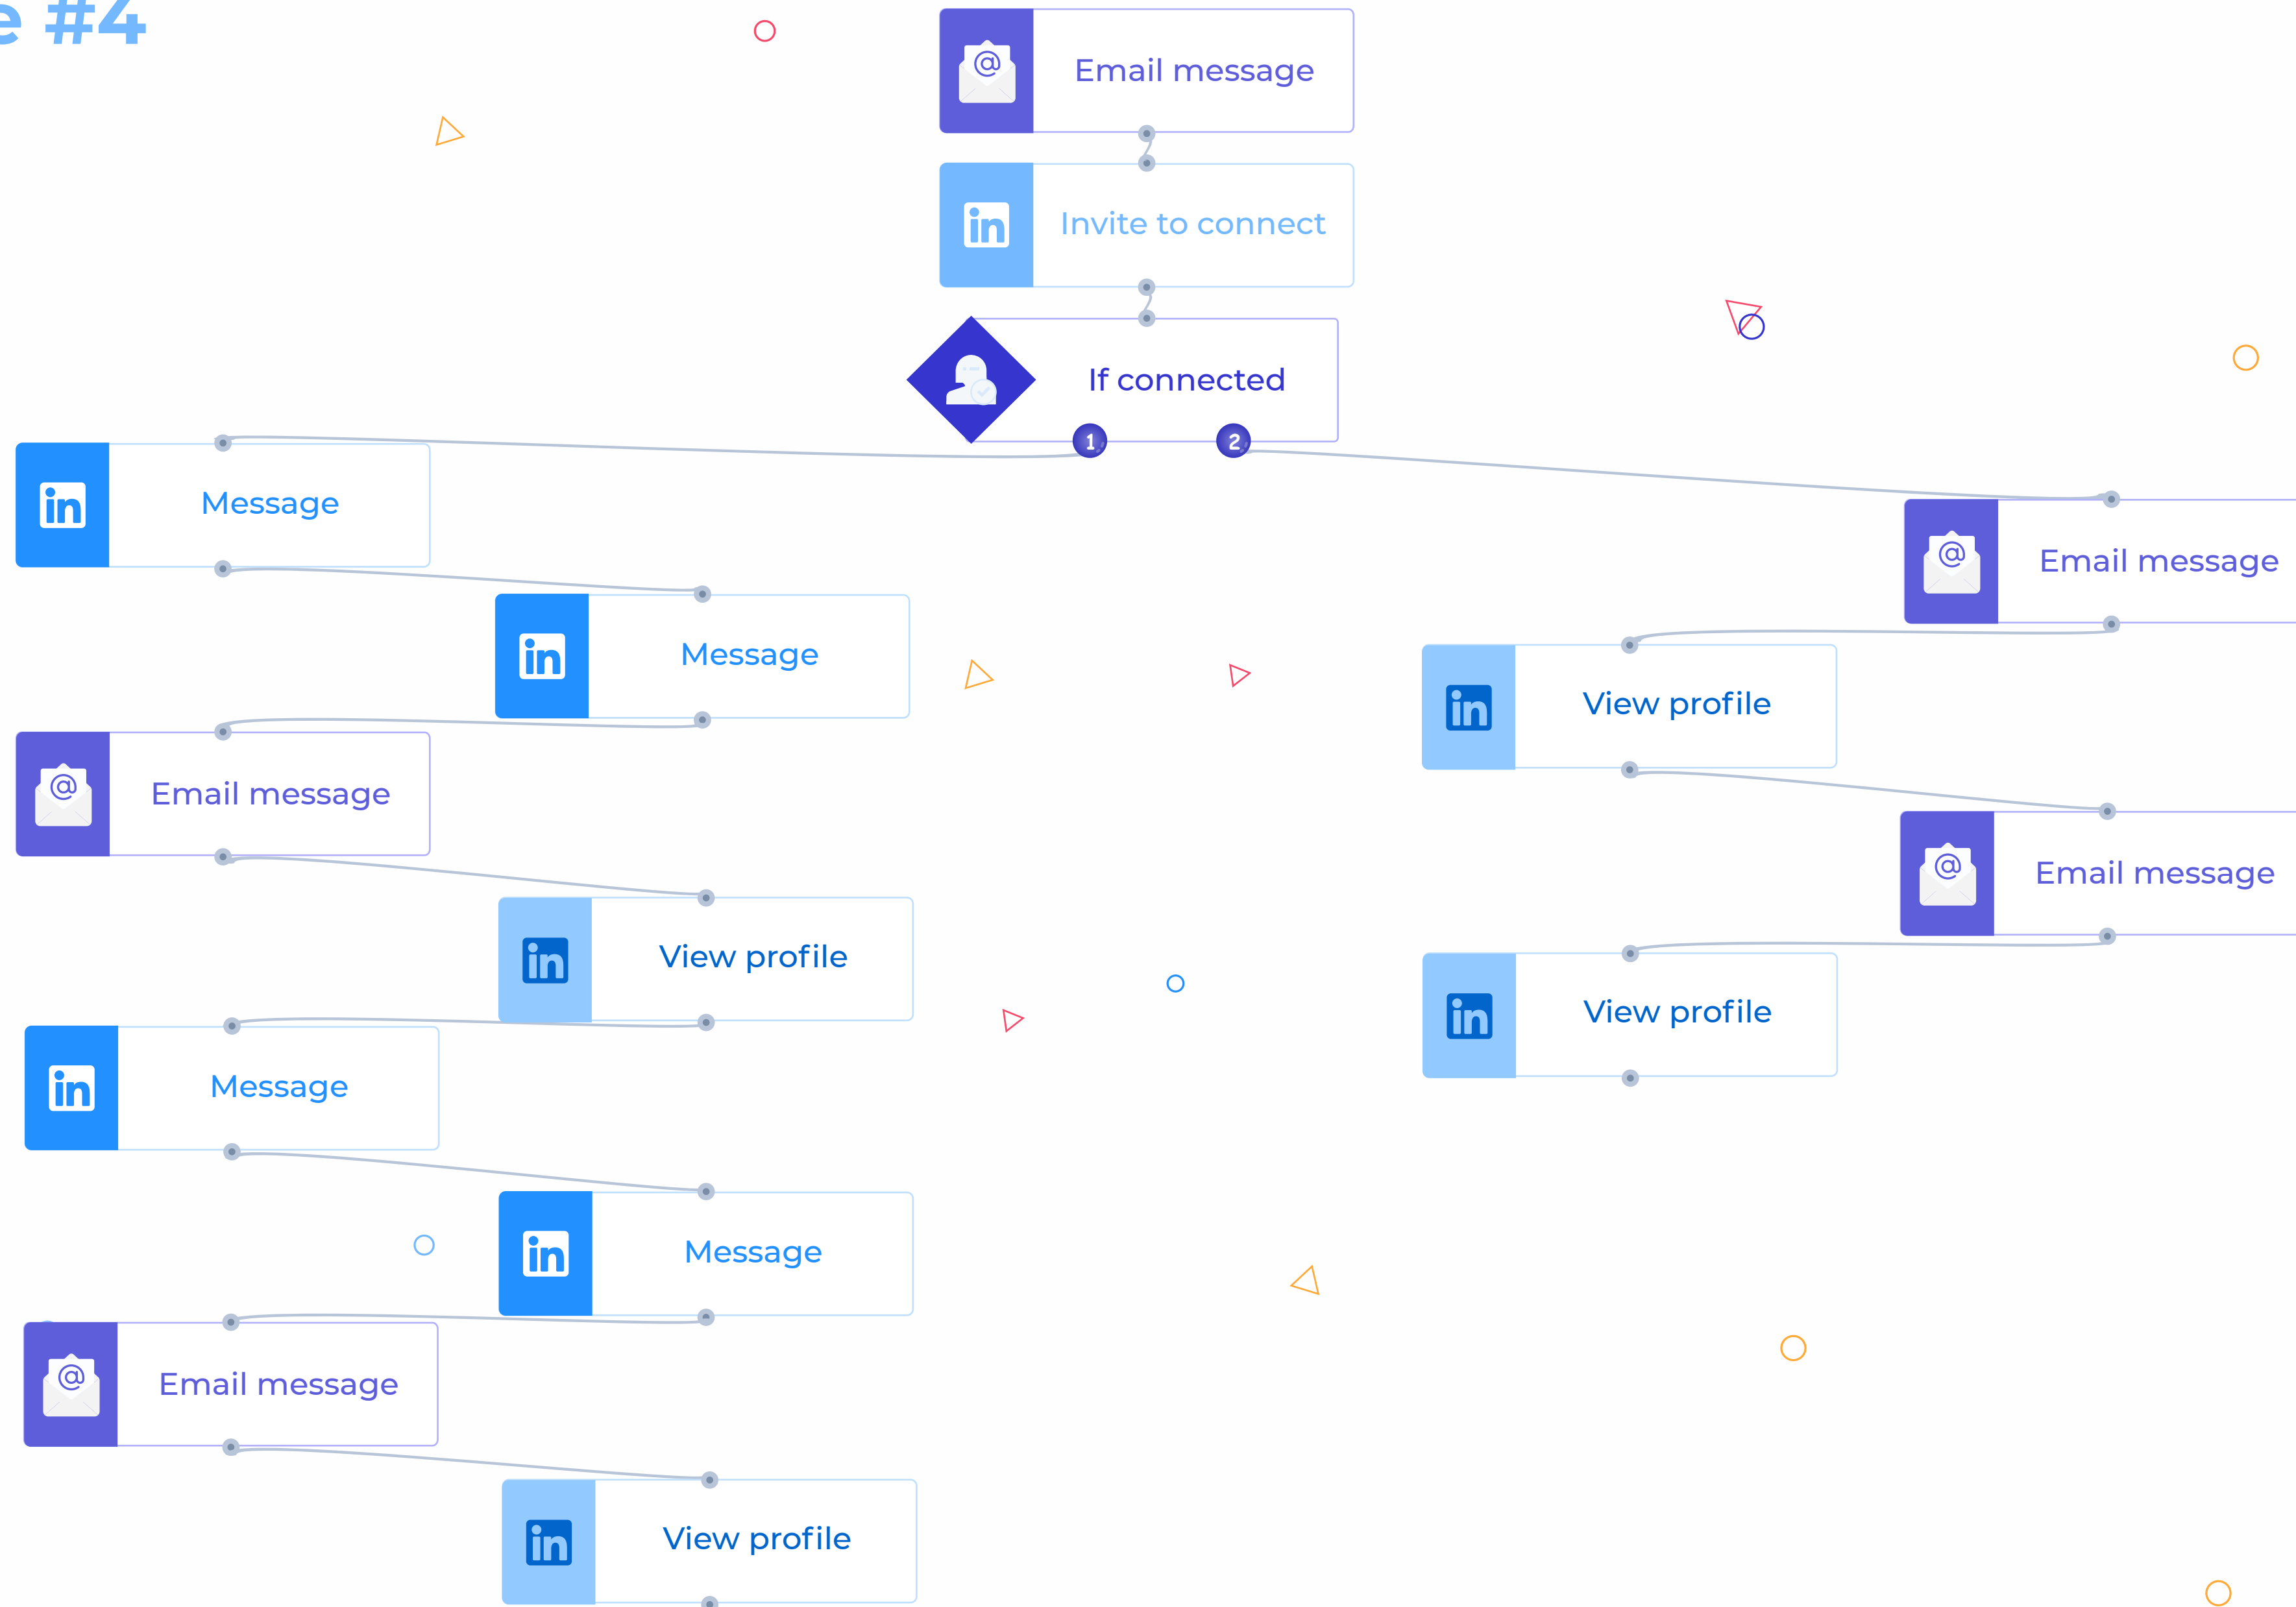 e #4
Email message
Invite to connect
If connected
1
2
Message
Message
Email message
View profile
Message
Message
Email message
View profile
Email message
View profile
Email message
View profile